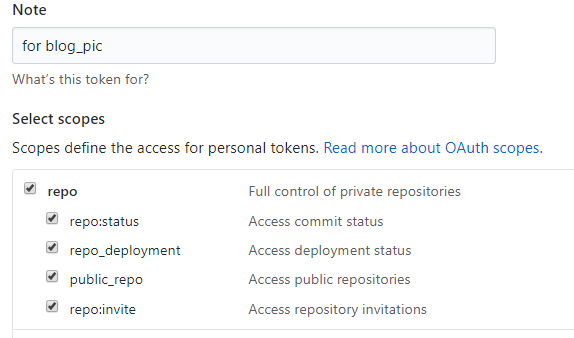 Note
for blog_pic
What's this token for?
Select scopes
Scopes define the access for personal tokens. Read more about OAuth scopes.
repo Full control of private repositories
repo:status Access commit status
repo_deployment Access deployment status
public_repo Access public repositories
repo:invite Access repository invitations